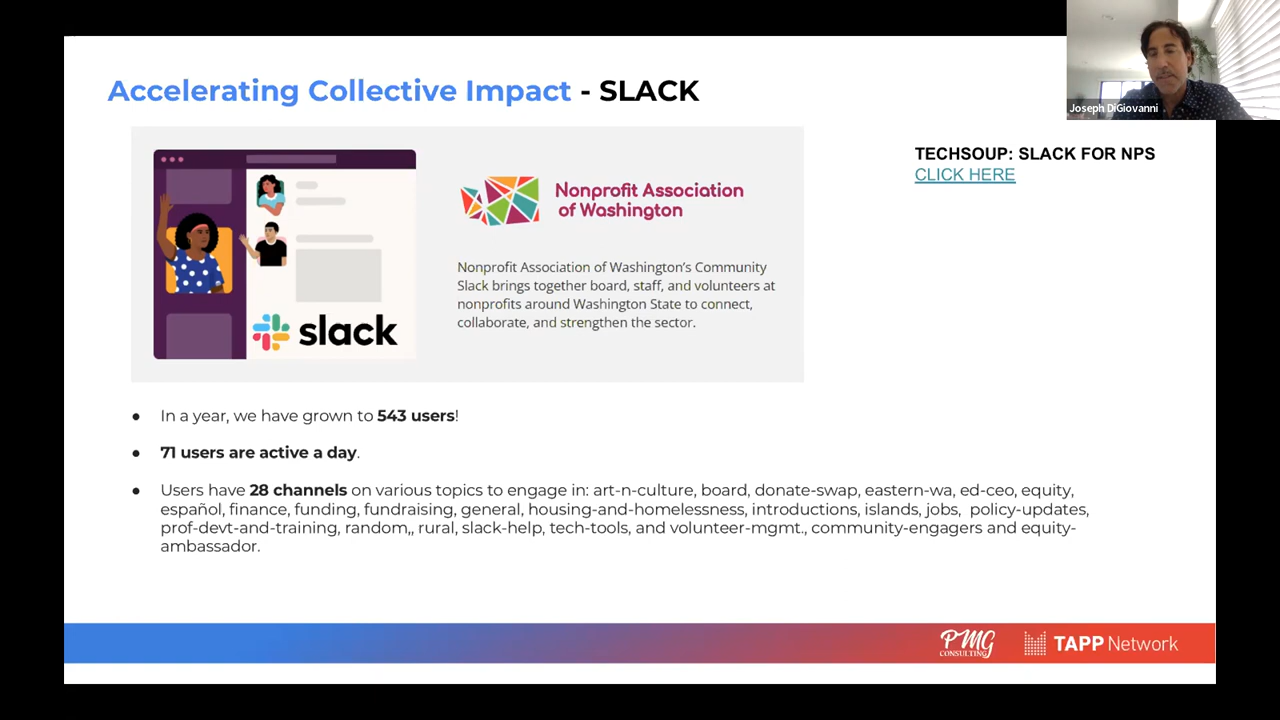 Accelerating Collective Impact - SLACK
Joseph DiGiovanni
TECHSOUP: SLACK FOR NPS
CLICK HERE
Nonprofit Association
of Washington
Nonprofit Association of Washington's Community
Slack brings together board, staff, and volunteers at
nonprofits around Washington State to connect,
collaborate, and strengthen the sector.
slack
● In a year, we have grown to 543 users!
● 71 users are active a day.
● Users have 28 channels on various topics to engage in: art-n-culture, board, donate-swap, eastern-wa, ed-ceo, equity,
español, finance, funding, fundraising, general, housing-and-homelessness, introductions, islands, jobs, policy-updates,
prof-devt-and-training, random,, rural, slack-help, tech-tools, and volunteer-mgmt., community-engagers and equity-
ambassador.
PMG
CONSULTING
TAPP Network